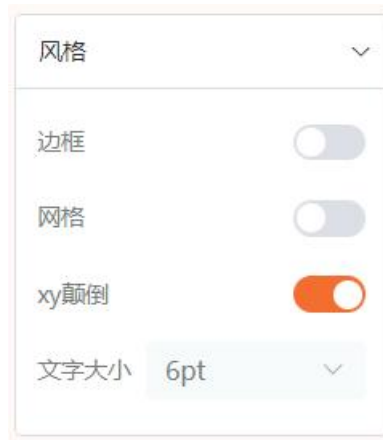 风格
边框
网格
xy颠倒
文字大小 6pt